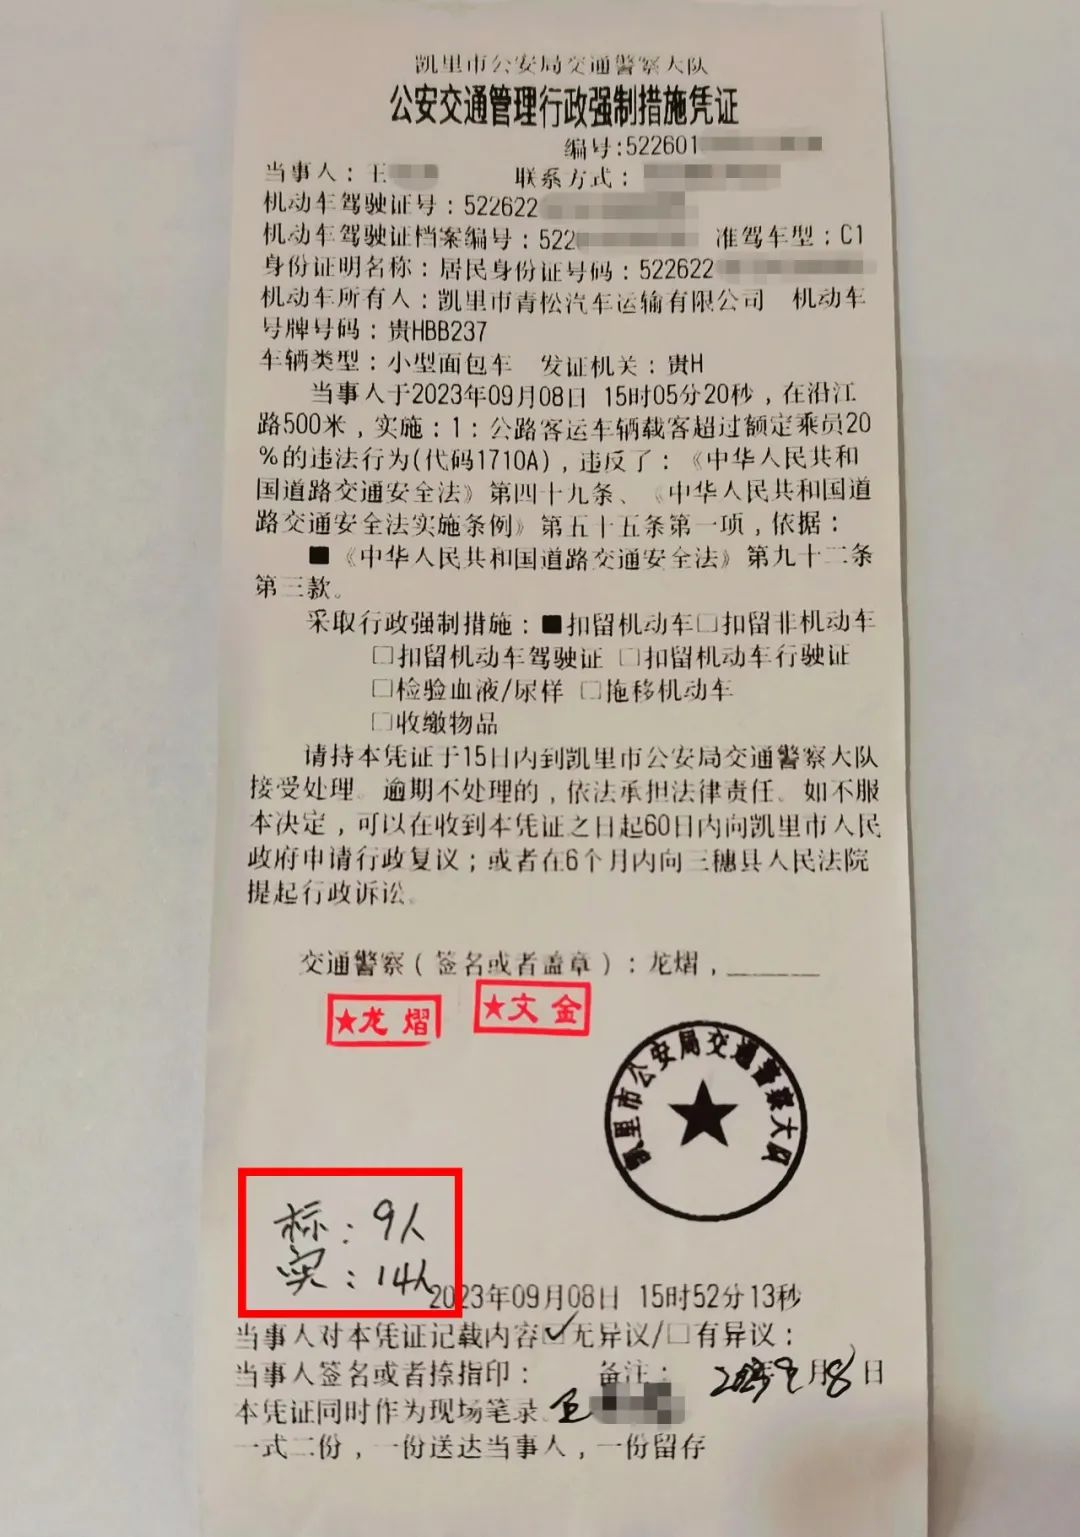 凯里市公安局交通警察大队
公安交通管理行政强制措施凭证
编号:522601
当事人：王 联系方式：
机动车驾驶证号：522622
机动车驾驶证档案编号：522 准驾车型：C1
身份证明名称：居民身份证号码：522622
机动车所有人：凯里市青松汽车运输有限公司 机动车
号牌号码：贵HBB237
车辆类型：小型面包车 发证机关：贵H
当事人于2023年09月08日 15时05分20秒，在沿江
路500米，实施：1：公路客运车辆载客超过额定乘员20
%的违法行为(代码1710A)，违反了：《中华人民共和
国道路交通安全法》第四十九条、《中华人民共和国道
路交通安全法实施条例》第五十五条第一项，依据：
■《中华人民共和国道路交通安全法》第九十二条
第三款。
采取行政强制措施：■扣留机动车□扣留非机动车
□扣留机动车驾驶证 □扣留机动车行驶证
□检验血液/尿样 □拖移机动车
□收缴物品
请持本凭证于15日内到凯里市公安局交通警察大队
接受处理。逾期不处理的，依法承担法律责任。如不服
本决定，可以在收到本凭证之日起60日内向凯里市人民
政府申请行政复议；或者在6个月内向三穗县人民法院
提起行政诉讼。
交通警察（签名或者盖章）：龙熠，______
★龙熠 ★文金
凯里市公安局交通警察大队
标：9人
实：14人
2023年09月08日 15时52分13秒
当事人对本凭证记载内容☑无异议/□有异议：
当事人签名或者捺指印： 备注： 2023年9月8日
本凭证同时作为现场笔录。王
一式二份，一份送达当事人，一份留存